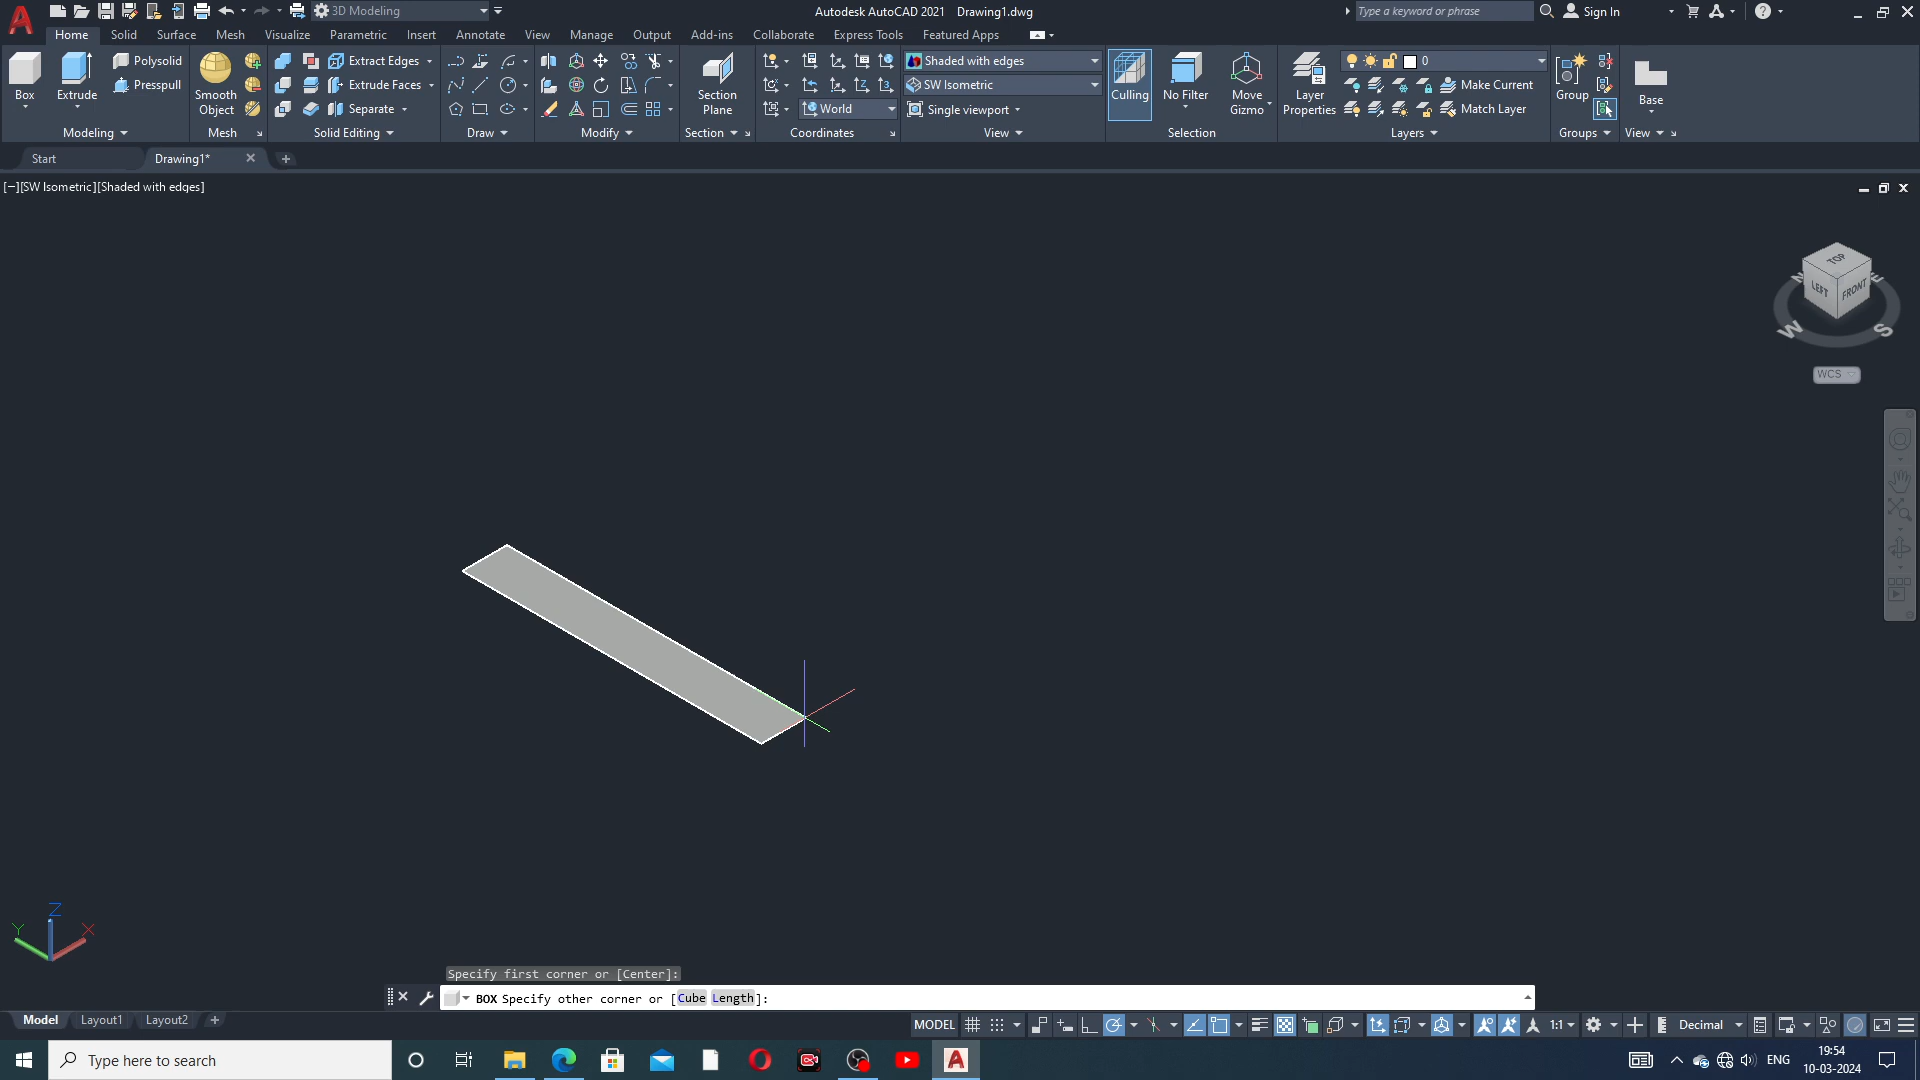 3D Modeling
Autodesk AutoCAD 2021 Drawing1.dwg
Type a keyword or phrase
Sign In
Home Solid Surface Mesh Visualize Parametric Insert Annotate View Manage Output Add-ins Collaborate Express Tools Featured Apps
Box
Extrude
Polysolid
Presspull
Modeling
Smooth
Object
Mesh
Extract Edges
Extrude Faces
Separate
Solid Editing
Draw
Modify
Section
Plane
Section
World
Coordinates
Shaded with edges
SW Isometric
Single viewport
View
Culling
No Filter
Move
Gizmo
Selection
Layer
Properties
0
Make Current
Match Layer
Layers
Group
Groups
Base
View
Start
Drawing1*
[−][SW Isometric][Shaded with edges]
TOP
LEFT
FRONT
N
E
W
S
WCS
Z
Y
X
Specify first corner or [Center]:
BOX Specify other corner or [Cube Length]:
Model Layout1 Layout2
MODEL
1:1
Decimal
Type here to search
ENG
19:54
10-03-2024